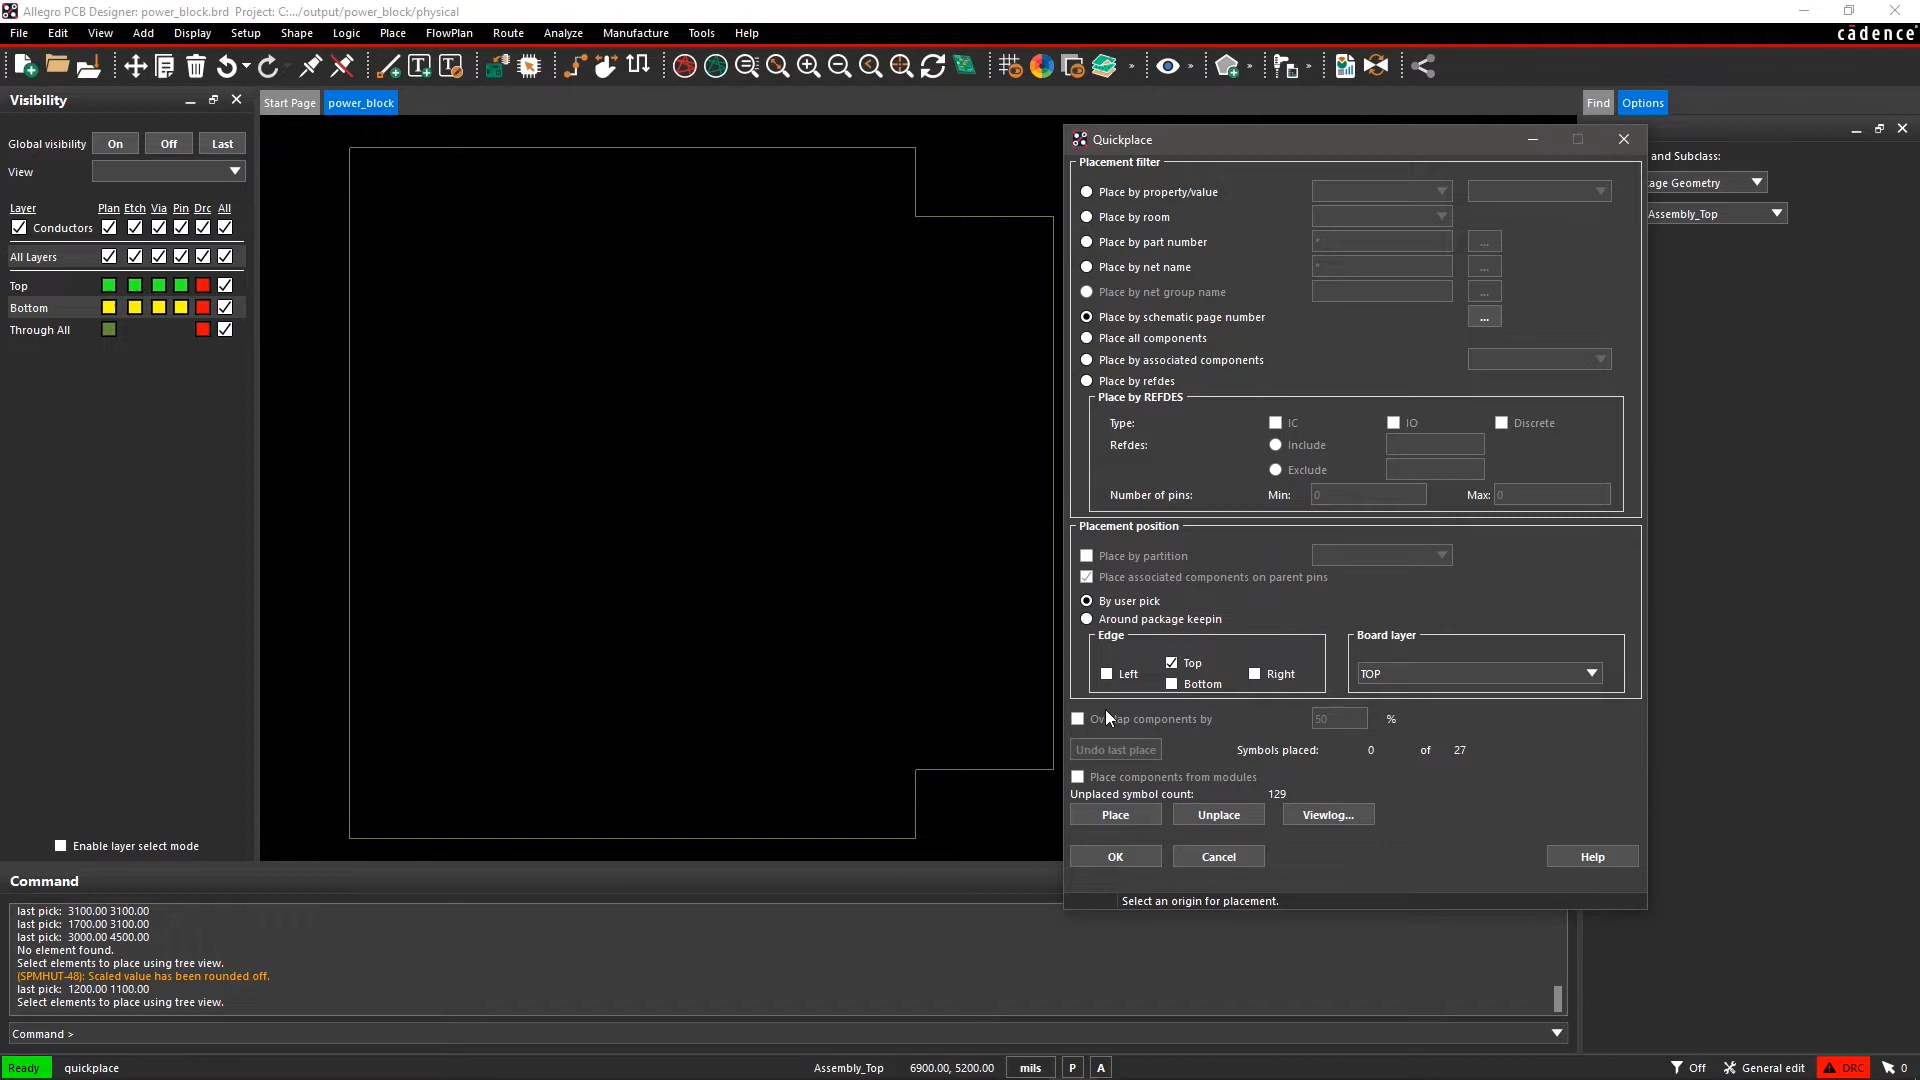 Allegro PCB Designer: power_block.brd Project: C:.../output/power_block/physical
File Edit View Add Display Setup Shape Logic Place FlowPlan Route Analyze Manufacture Tools Help
cādence
Visibility
Start Page power_block
Find Options
Global visibility On Off Last
View
Layer Plan Etch Via Pin Drc All
Conductors
All Layers
Top
Bottom
Through All
Enable layer select mode
and Subclass:
age Geometry
Assembly_Top
Quickplace
Placement filter
Place by property/value
Place by room
Place by part number * ...
Place by net name * ...
Place by net group name ...
Place by schematic page number ...
Place all components
Place by associated components
Place by refdes
Place by REFDES
Type: IC IO Discrete
Refdes: Include
Exclude
Number of pins: Min: 0 Max: 0
Placement position
Place by partition
Place associated components on parent pins
By user pick
Around package keepin
Edge Board layer
Top
Left Right TOP
Bottom
components by 50 %
Undo last place Symbols placed: 0 of 27
Place components from modules
Unplaced symbol count: 129
Place Unplace Viewlog...
OK Cancel Help
Select an origin for placement.
Command
last pick: 3100.00 3100.00
last pick: 1700.00 3100.00
last pick: 3000.00 4500.00
No element found.
Select elements to place using tree view.
(SPMHUT-48): Scaled value has been rounded off.
last pick: 1200.00 1100.00
Select elements to place using tree view.
Command >
Ready quickplace Assembly_Top 6900.00, 5200.00 mils P A Off General edit DRC 0